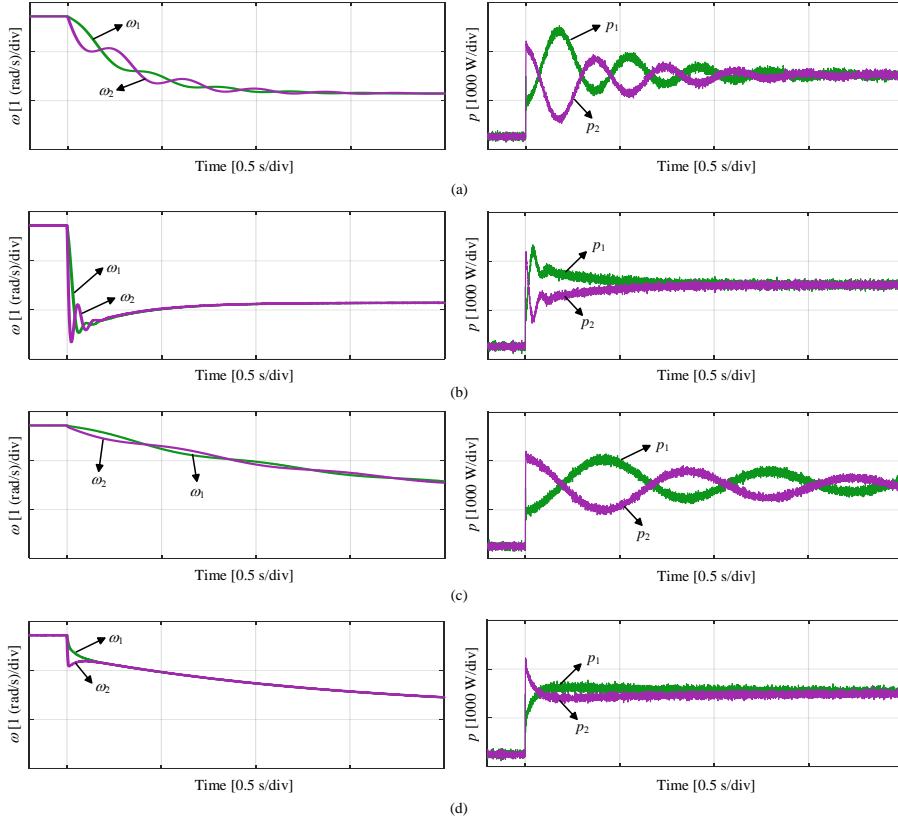 ω [1 (rad/s)/div]
ω₁
ω₂
Time [0.5 s/div]
p [1000 W/div]
p₁
p₂
Time [0.5 s/div]
(a)
ω [1 (rad/s)/div]
ω₁
ω₂
Time [0.5 s/div]
p [1000 W/div]
p₁
p₂
Time [0.5 s/div]
(b)
ω [1 (rad/s)/div]
ω₂
ω₁
Time [0.5 s/div]
p [1000 W/div]
p₁
p₂
Time [0.5 s/div]
(c)
ω [1 (rad/s)/div]
ω₁
ω₂
Time [0.5 s/div]
p [1000 W/div]
p₁
p₂
Time [0.5 s/div]
(d)